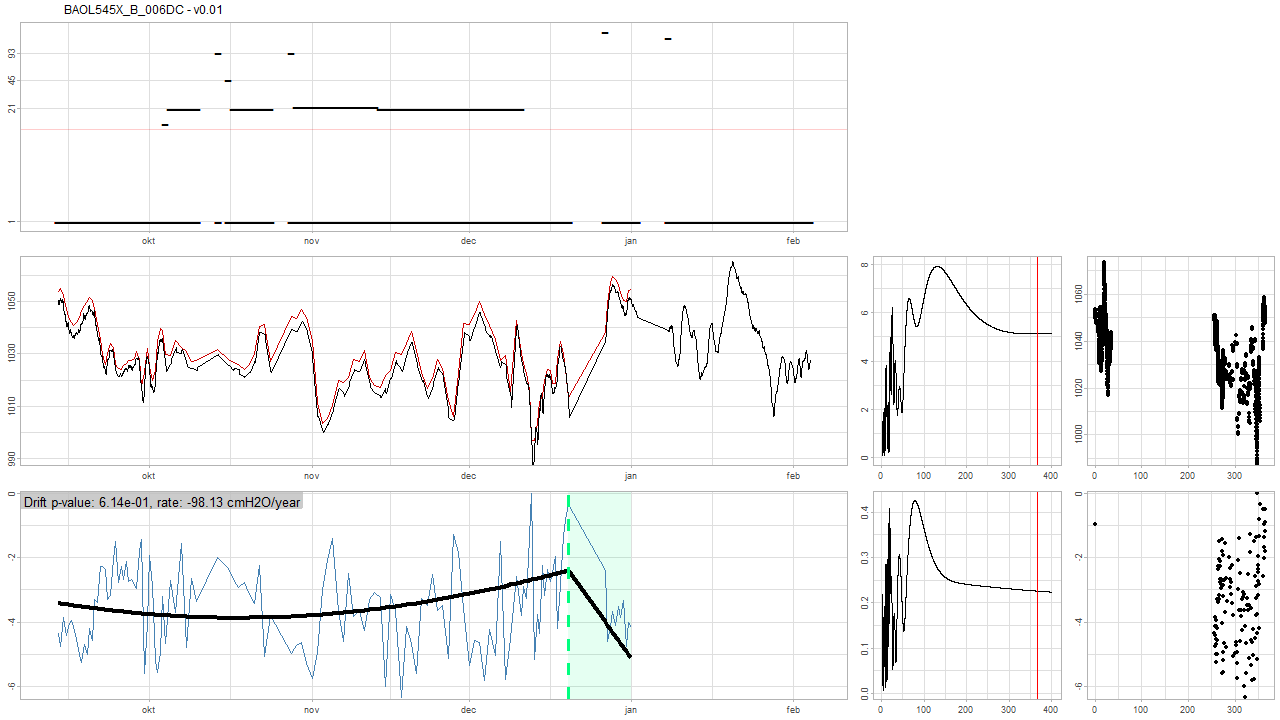 BAOL545X_B_006DC - v0.01
93
45
21
1
okt
nov
dec
jan
feb
1050
1030
1010
990
okt
nov
dec
jan
feb
8
6
4
2
0
0
100
200
300
400
1060
1040
1020
1000
0
100
200
300
Drift p-value: 6.14e-01, rate: -98.13 cmH2O/year
0
-2
-4
-6
okt
nov
dec
jan
feb
0.4
0.3
0.2
0.1
0.0
0
100
200
300
400
0
-2
-4
-6
0
100
200
300